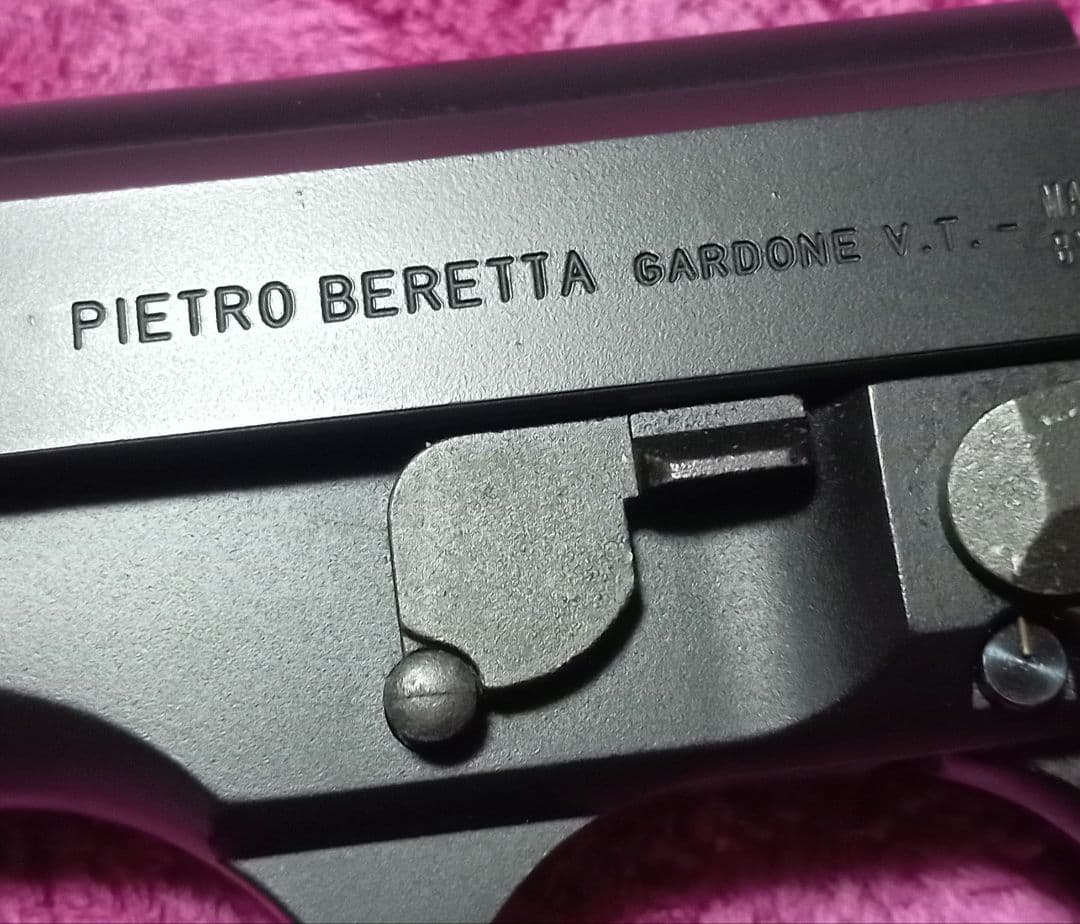 PIETRO BERETTA GARDONE V.T. -